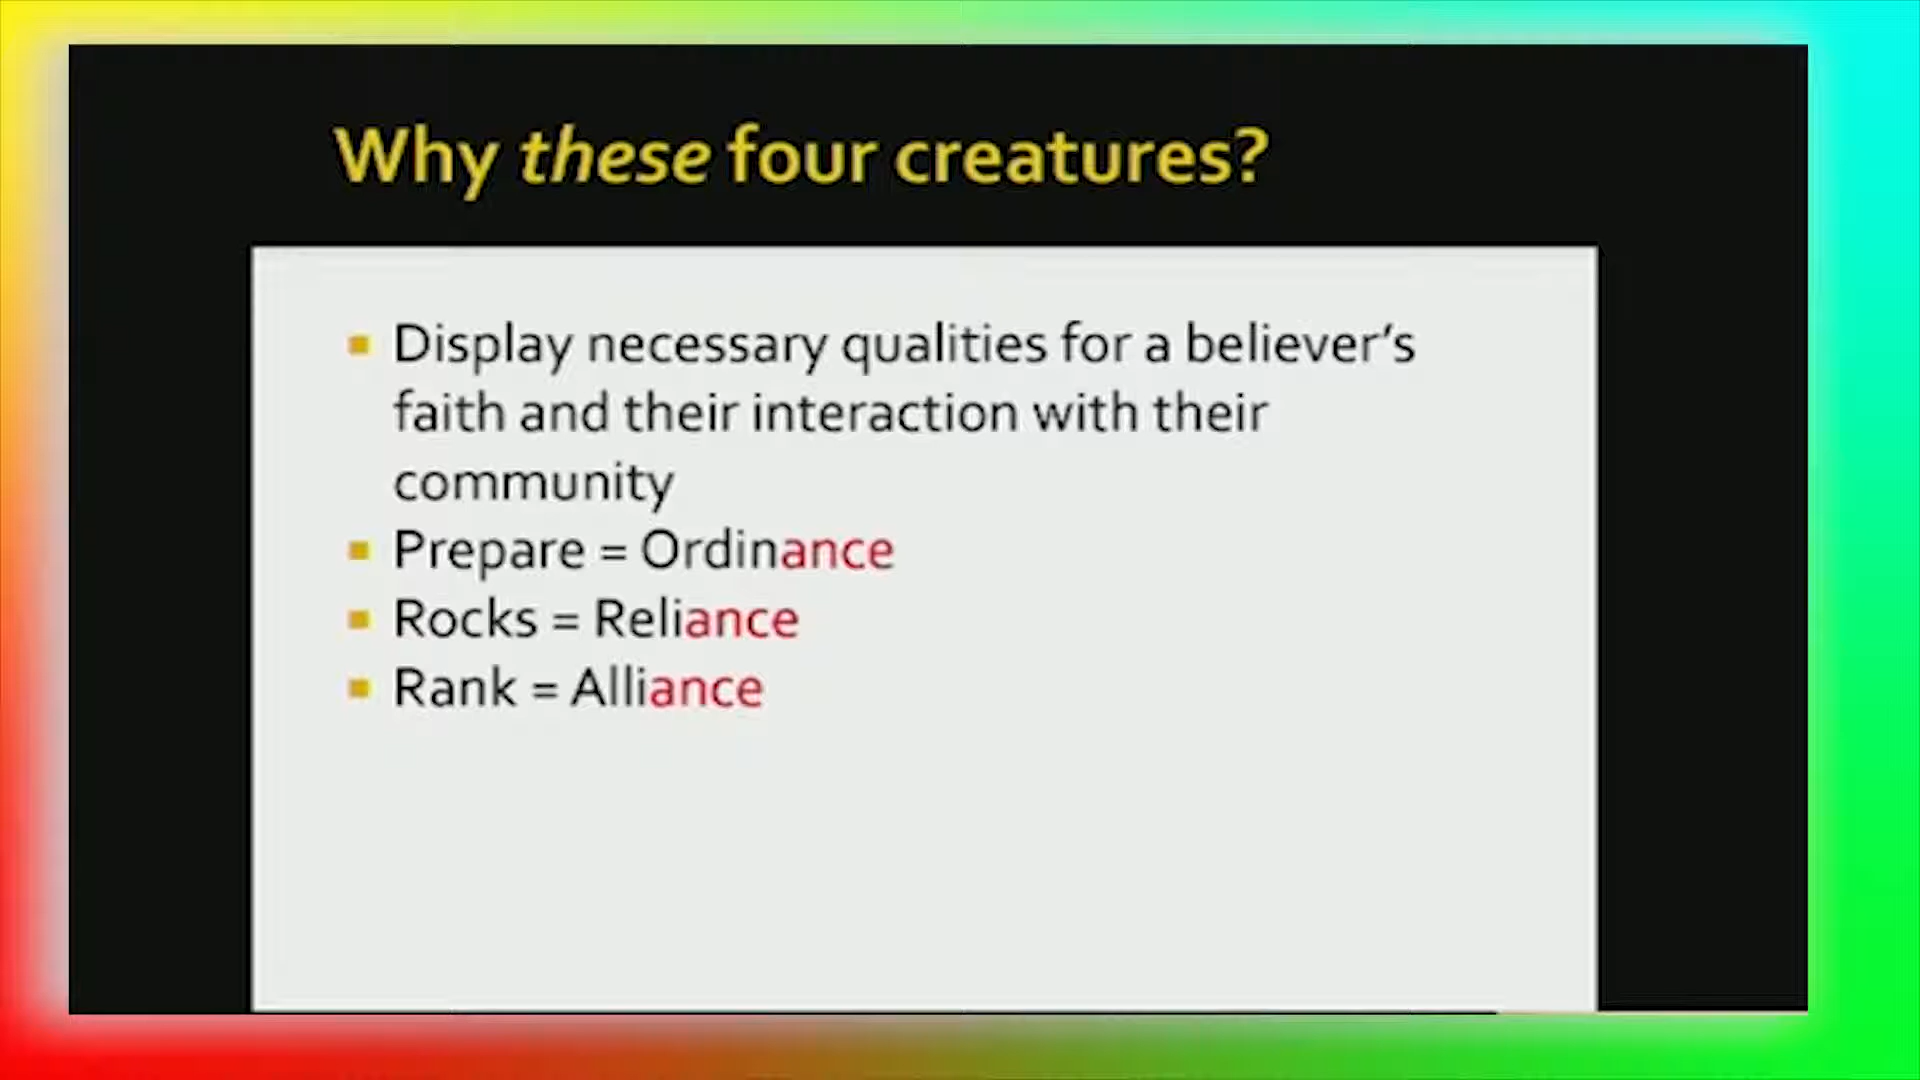 Why these four creatures?
Display necessary qualities for a believer’s
faith and their interaction with their
community
Prepare = Ordinance
Rocks = Reliance
Rank = Alliance